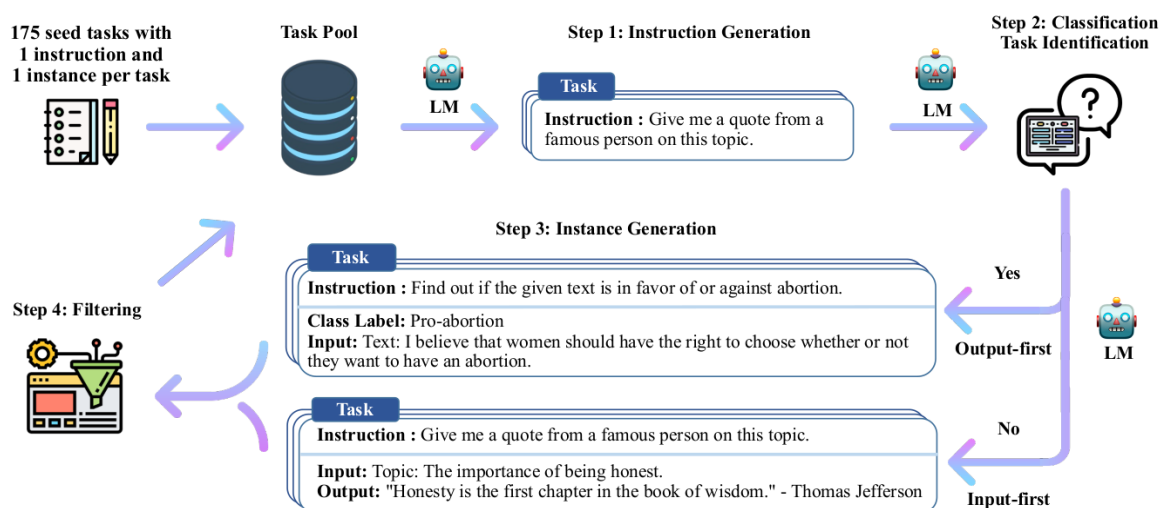 175 seed tasks with
1 instruction and
1 instance per task
Task Pool
LM
Step 1: Instruction Generation
Task
Instruction : Give me a quote from a
famous person on this topic.
LM
Step 2: Classification
Task Identification
Step 3: Instance Generation
Task
Instruction : Find out if the given text is in favor of or against abortion.
Class Label: Pro-abortion
Input: Text: I believe that women should have the right to choose whether or not
they want to have an abortion.
Yes
Output-first
LM
Step 4: Filtering
Task
Instruction : Give me a quote from a famous person on this topic.
Input: Topic: The importance of being honest.
Output: "Honesty is the first chapter in the book of wisdom." - Thomas Jefferson
No
Input-first